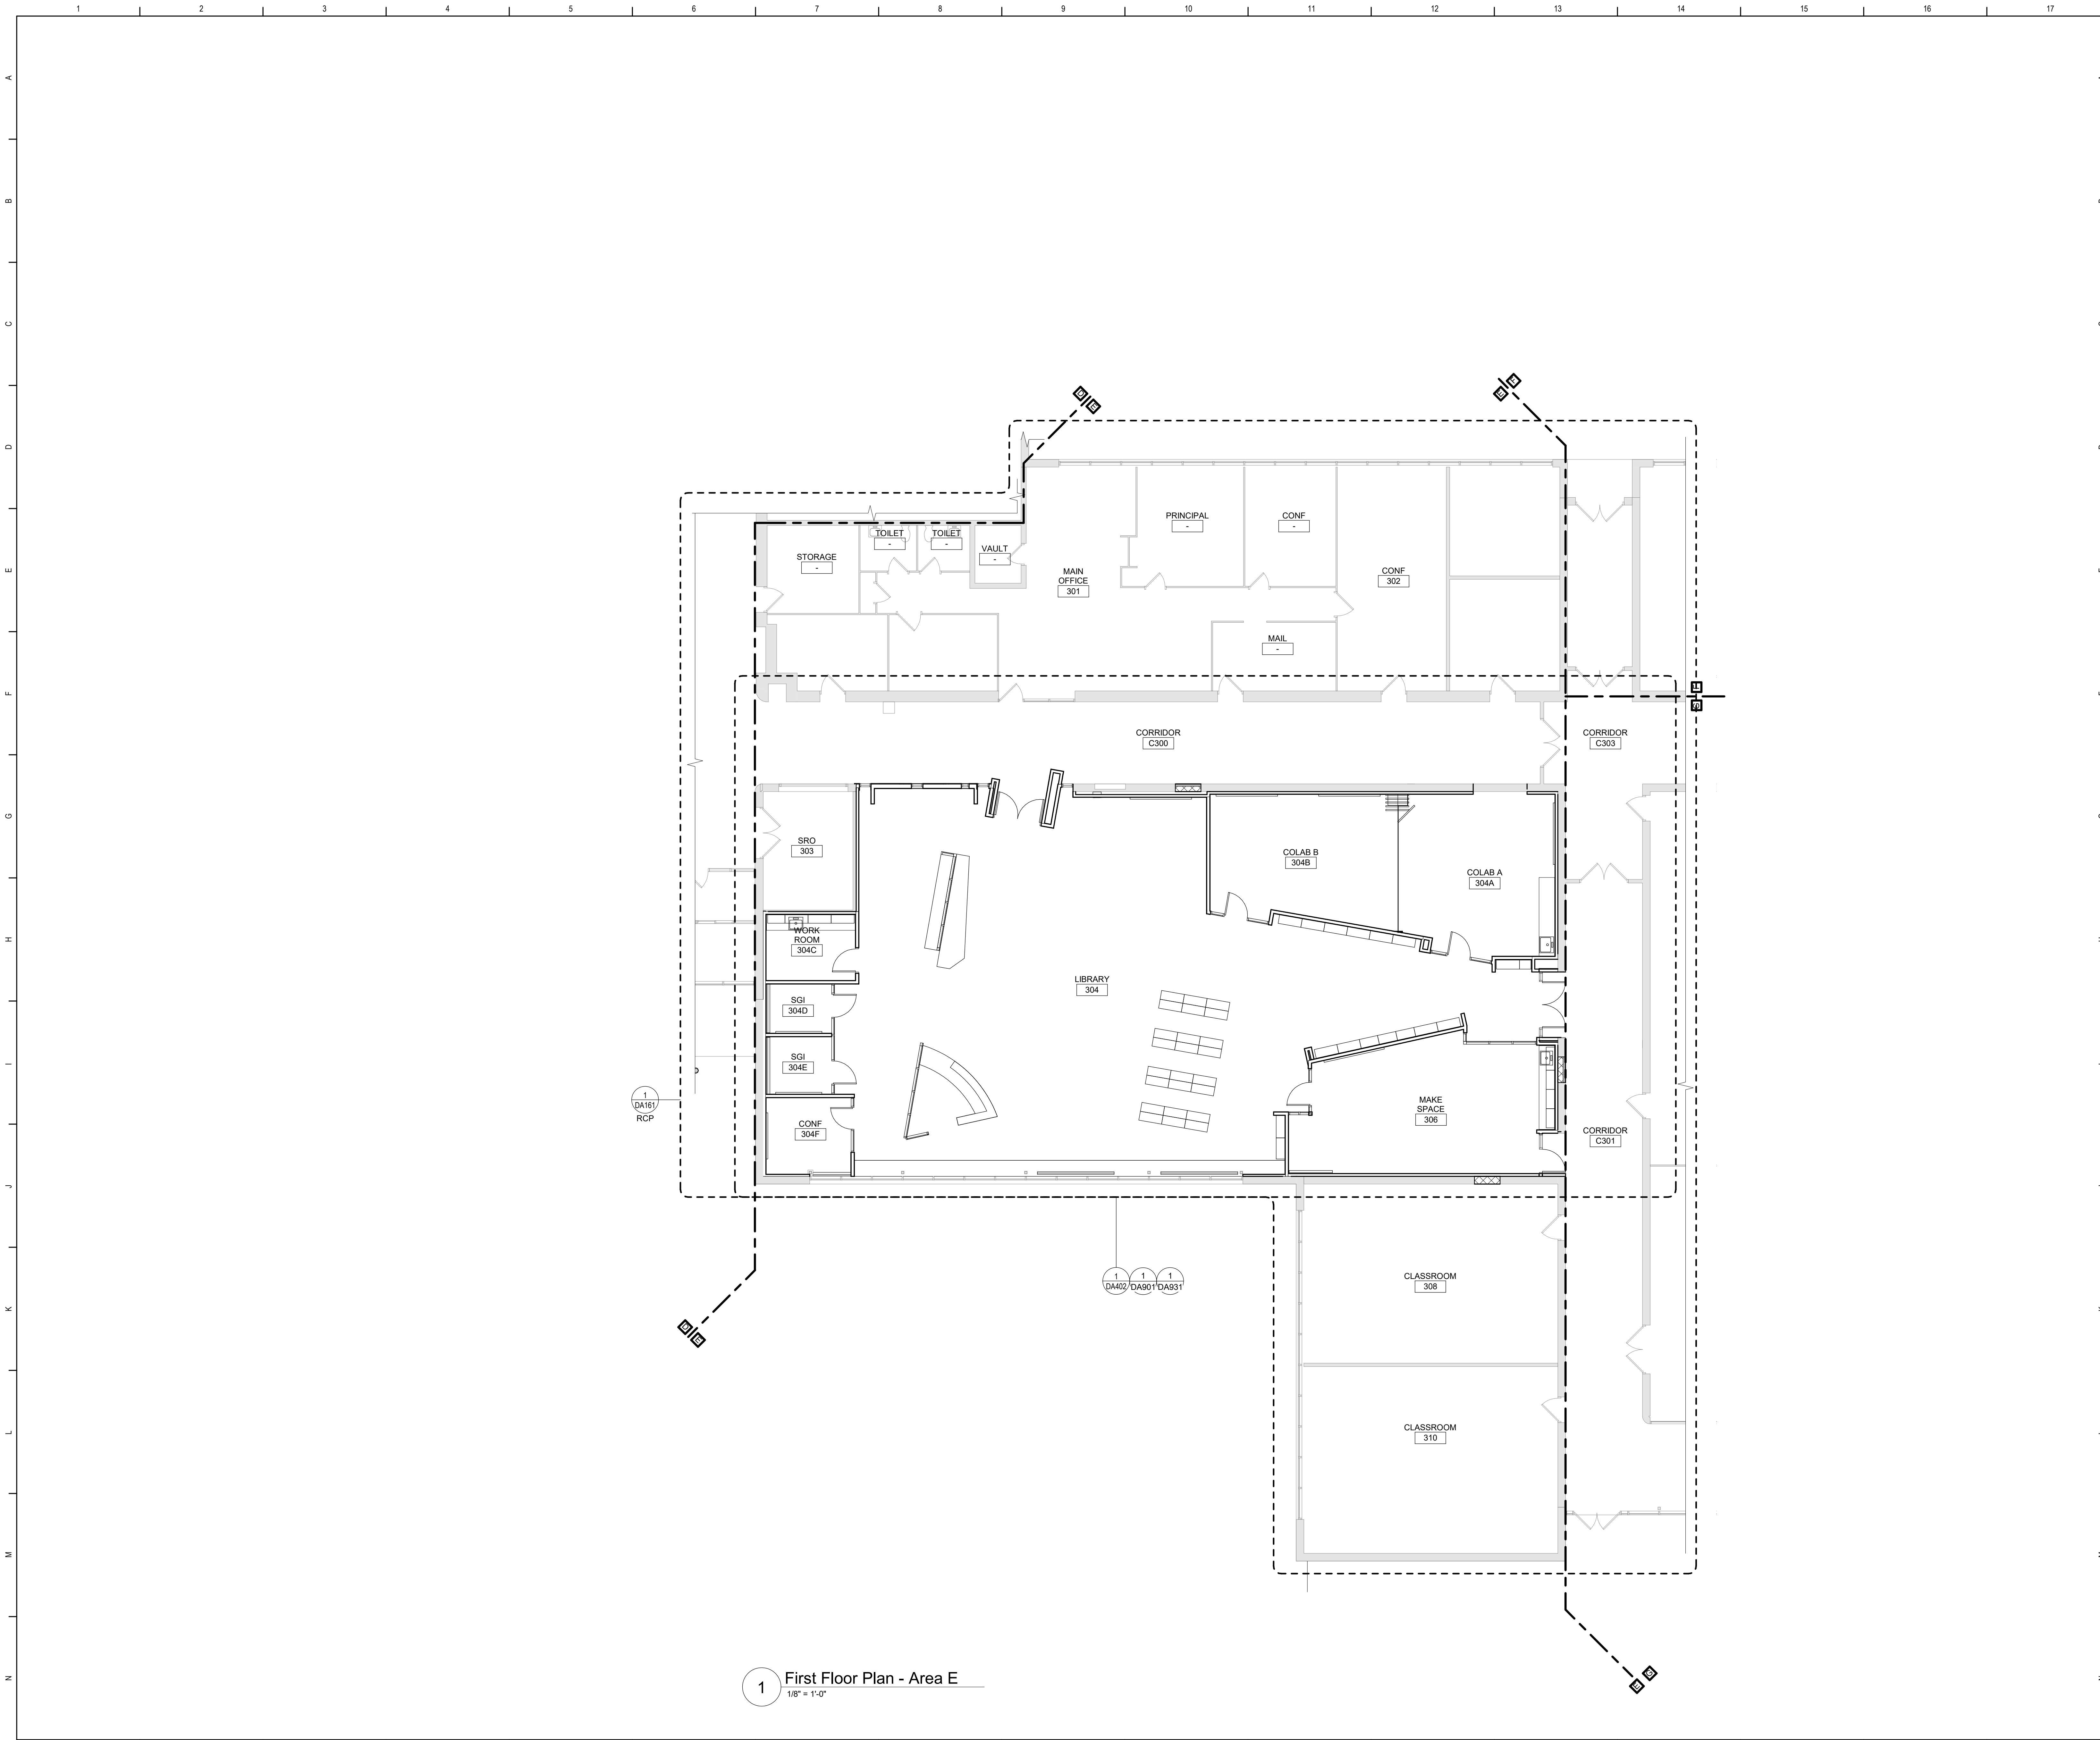 1 2 3 4 5 6 7 8 9 10 11 12 13 14 15 16 17
A
B
C
D
E
F
G
H
I
J
K
L
M
N
TOILET
-
TOILET
-
VAULT
-
STORAGE
-
MAIN
OFFICE
301
PRINCIPAL
-
CONF
-
CONF
302
MAIL
-
CORRIDOR
C300
CORRIDOR
C303
SRO
303
COLAB B
304B
COLAB A
304A
WORK
ROOM
304C
LIBRARY
304
SGI
304D
SGI
304E
CONF
304F
MAKE
SPACE
306
CORRIDOR
C301
1
DA161
RCP
1
DA402
1
DA901
1
DA931
CLASSROOM
308
CLASSROOM
310
1
First Floor Plan - Area E
1/8" = 1'-0"